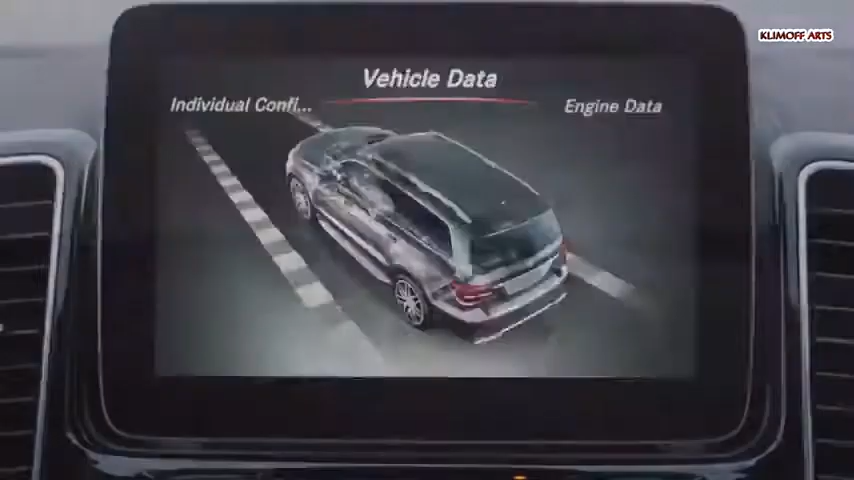 KLIMOFF ARTS
Vehicle Data
Individual Confi...
Engine Data